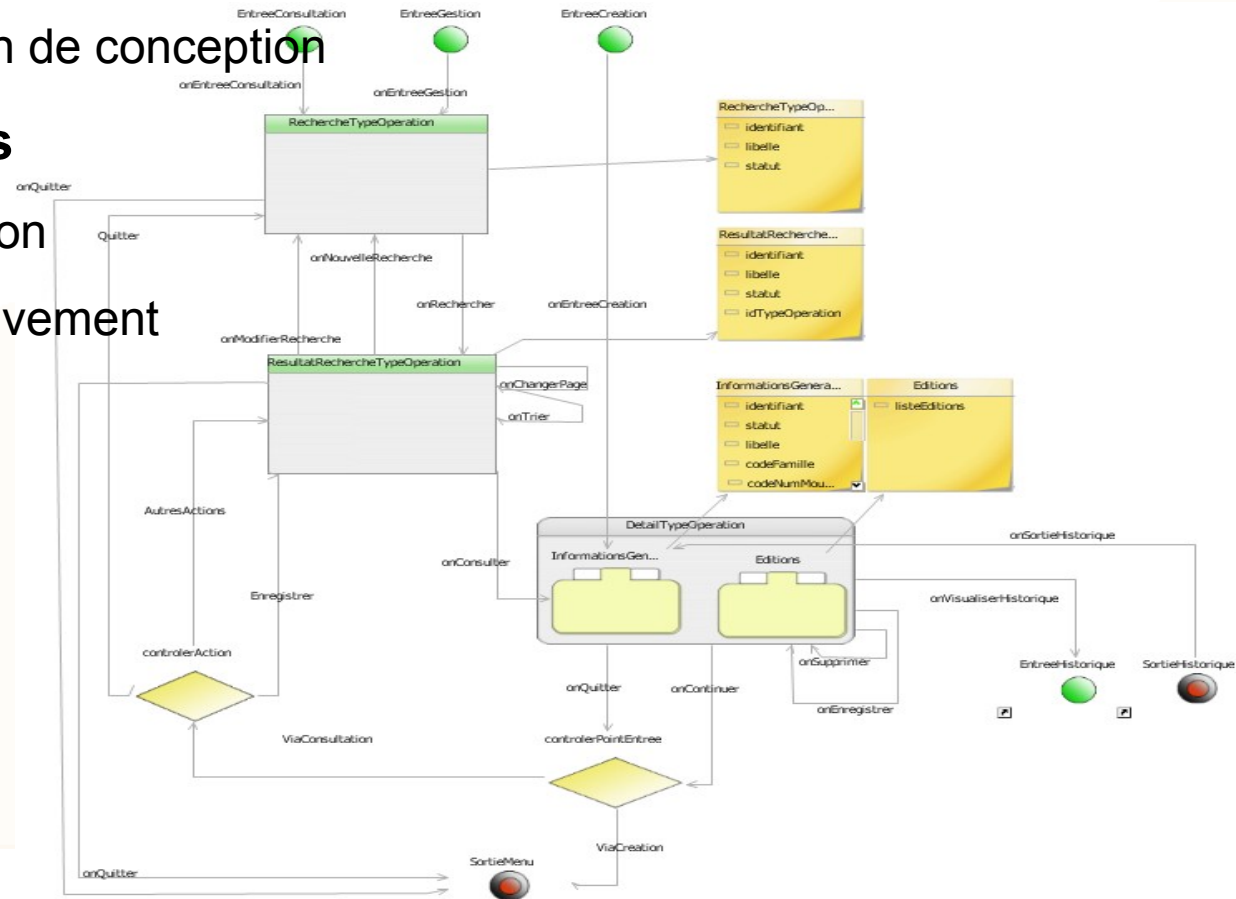 EntreeConsultation
EntreeGestion
EntreeCreation
n de conception
onEntreeConsultation
onEntreeGestion
RechercheTypeOp...
identifiant
libelle
statut
RechercheTypeOperation
s
onQuitter
Quitter
on
onNouvelleRecherche
ResultatRecherche...
identifiant
libelle
statut
idTypeOperation
onRechercher
onEntreeCreation
vement
onModifierRecherche
ResultatRechercheTypeOperation
onChangerPage
onTrier
InformationsGenera...
identifiant
statut
libelle
codeFamille
codeNumMou...
Editions
listeEditions
AutresActions
DetailTypeOperation
InformationsGen...
Editions
onSortieHistorique
onConsulter
Enregistrer
onVisualiserHistorique
controlerAction
onSupprimer
EntreeHistorique
SortieHistorique
onQuitter
onContinuer
onEnregistrer
ViaConsultation
controlerPointEntree
ViaCreation
SortieMenu
onQuitter